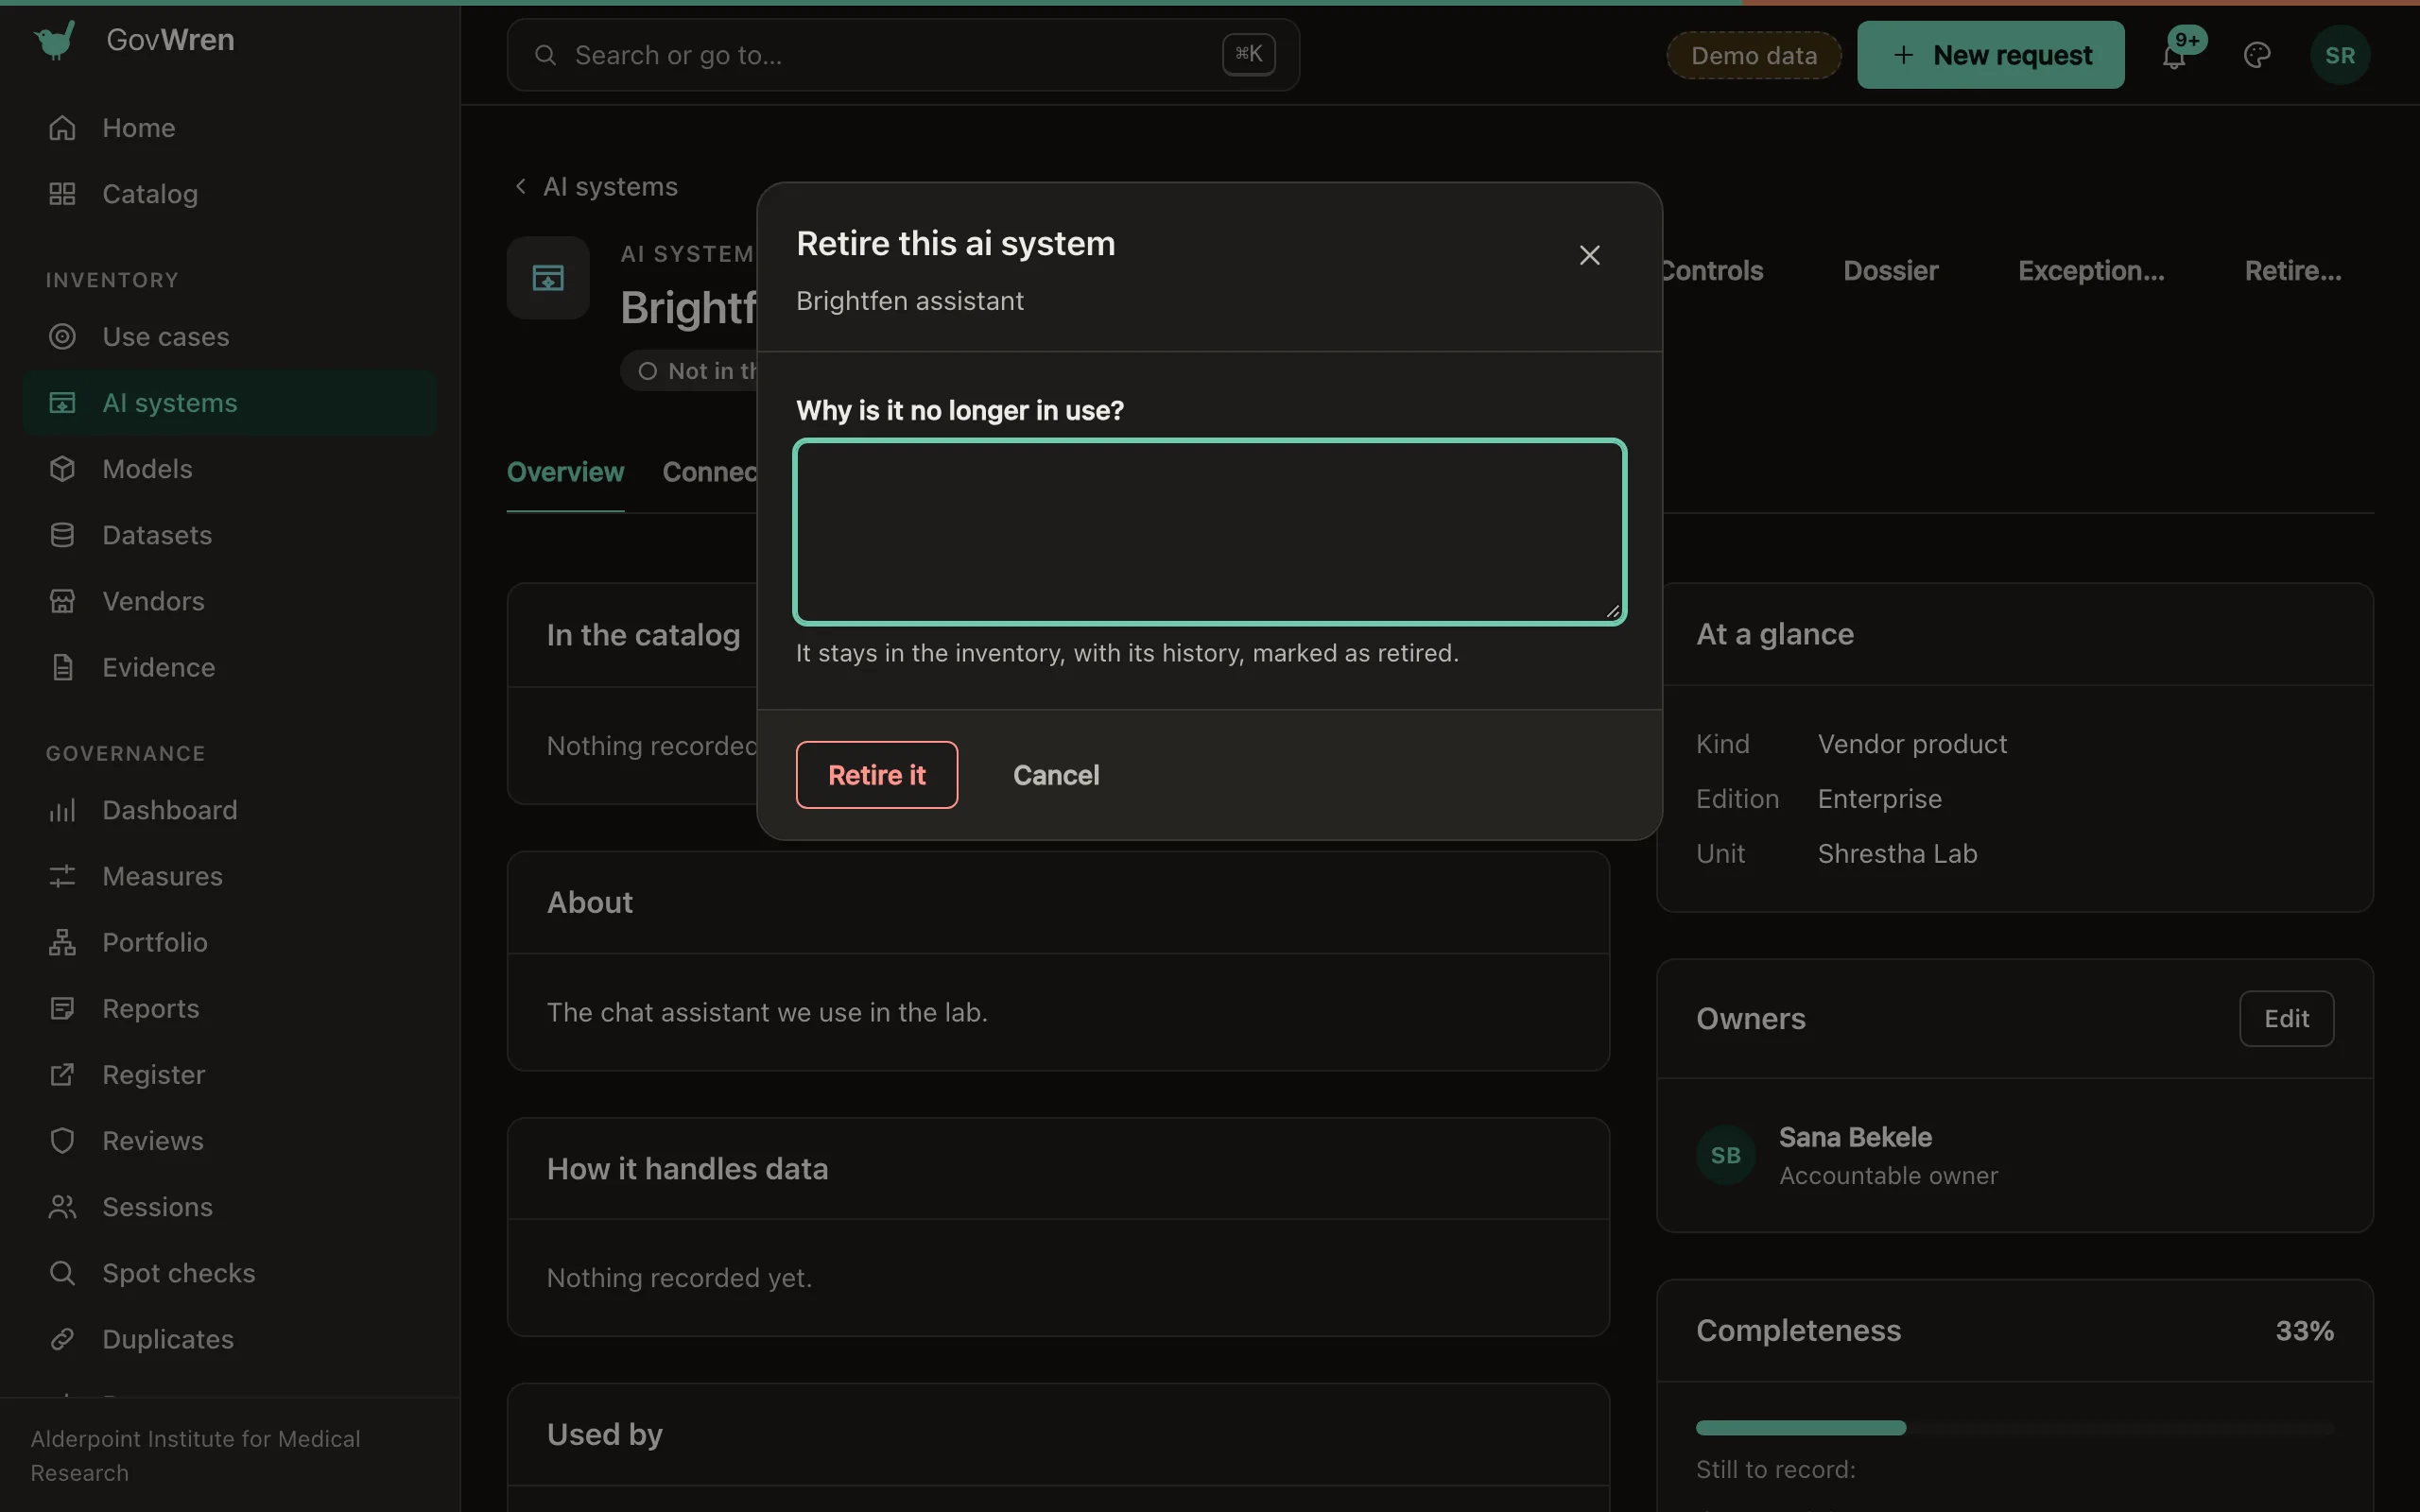 GovWren
Search or go to...
⌘K
Demo data
New request
9+
SR
Home
Catalog
INVENTORY
Use cases
AI systems
Models
Datasets
Vendors
Evidence
GOVERNANCE
Dashboard
Measures
Portfolio
Reports
Register
Reviews
Sessions
Spot checks
Duplicates
Alderpoint Institute for Medical
Research
AI systems
AI SYSTEM
Not in
Controls
Dossier
Exception...
Retire...
Overview
Retire this ai system
Brightfen assistant
Why is it no longer in use?
It stays in the inventory, with its history, marked as retired.
Retire it
Cancel
In the catalog
Nothing recorded
About
The chat assistant we use in the lab.
How it handles data
Nothing recorded yet.
Used by
At a glance
Kind Vendor product
Edition Enterprise
Unit Shrestha Lab
Owners
Edit
SB
Sana Bekele
Accountable owner
Completeness
33%
Still to record: